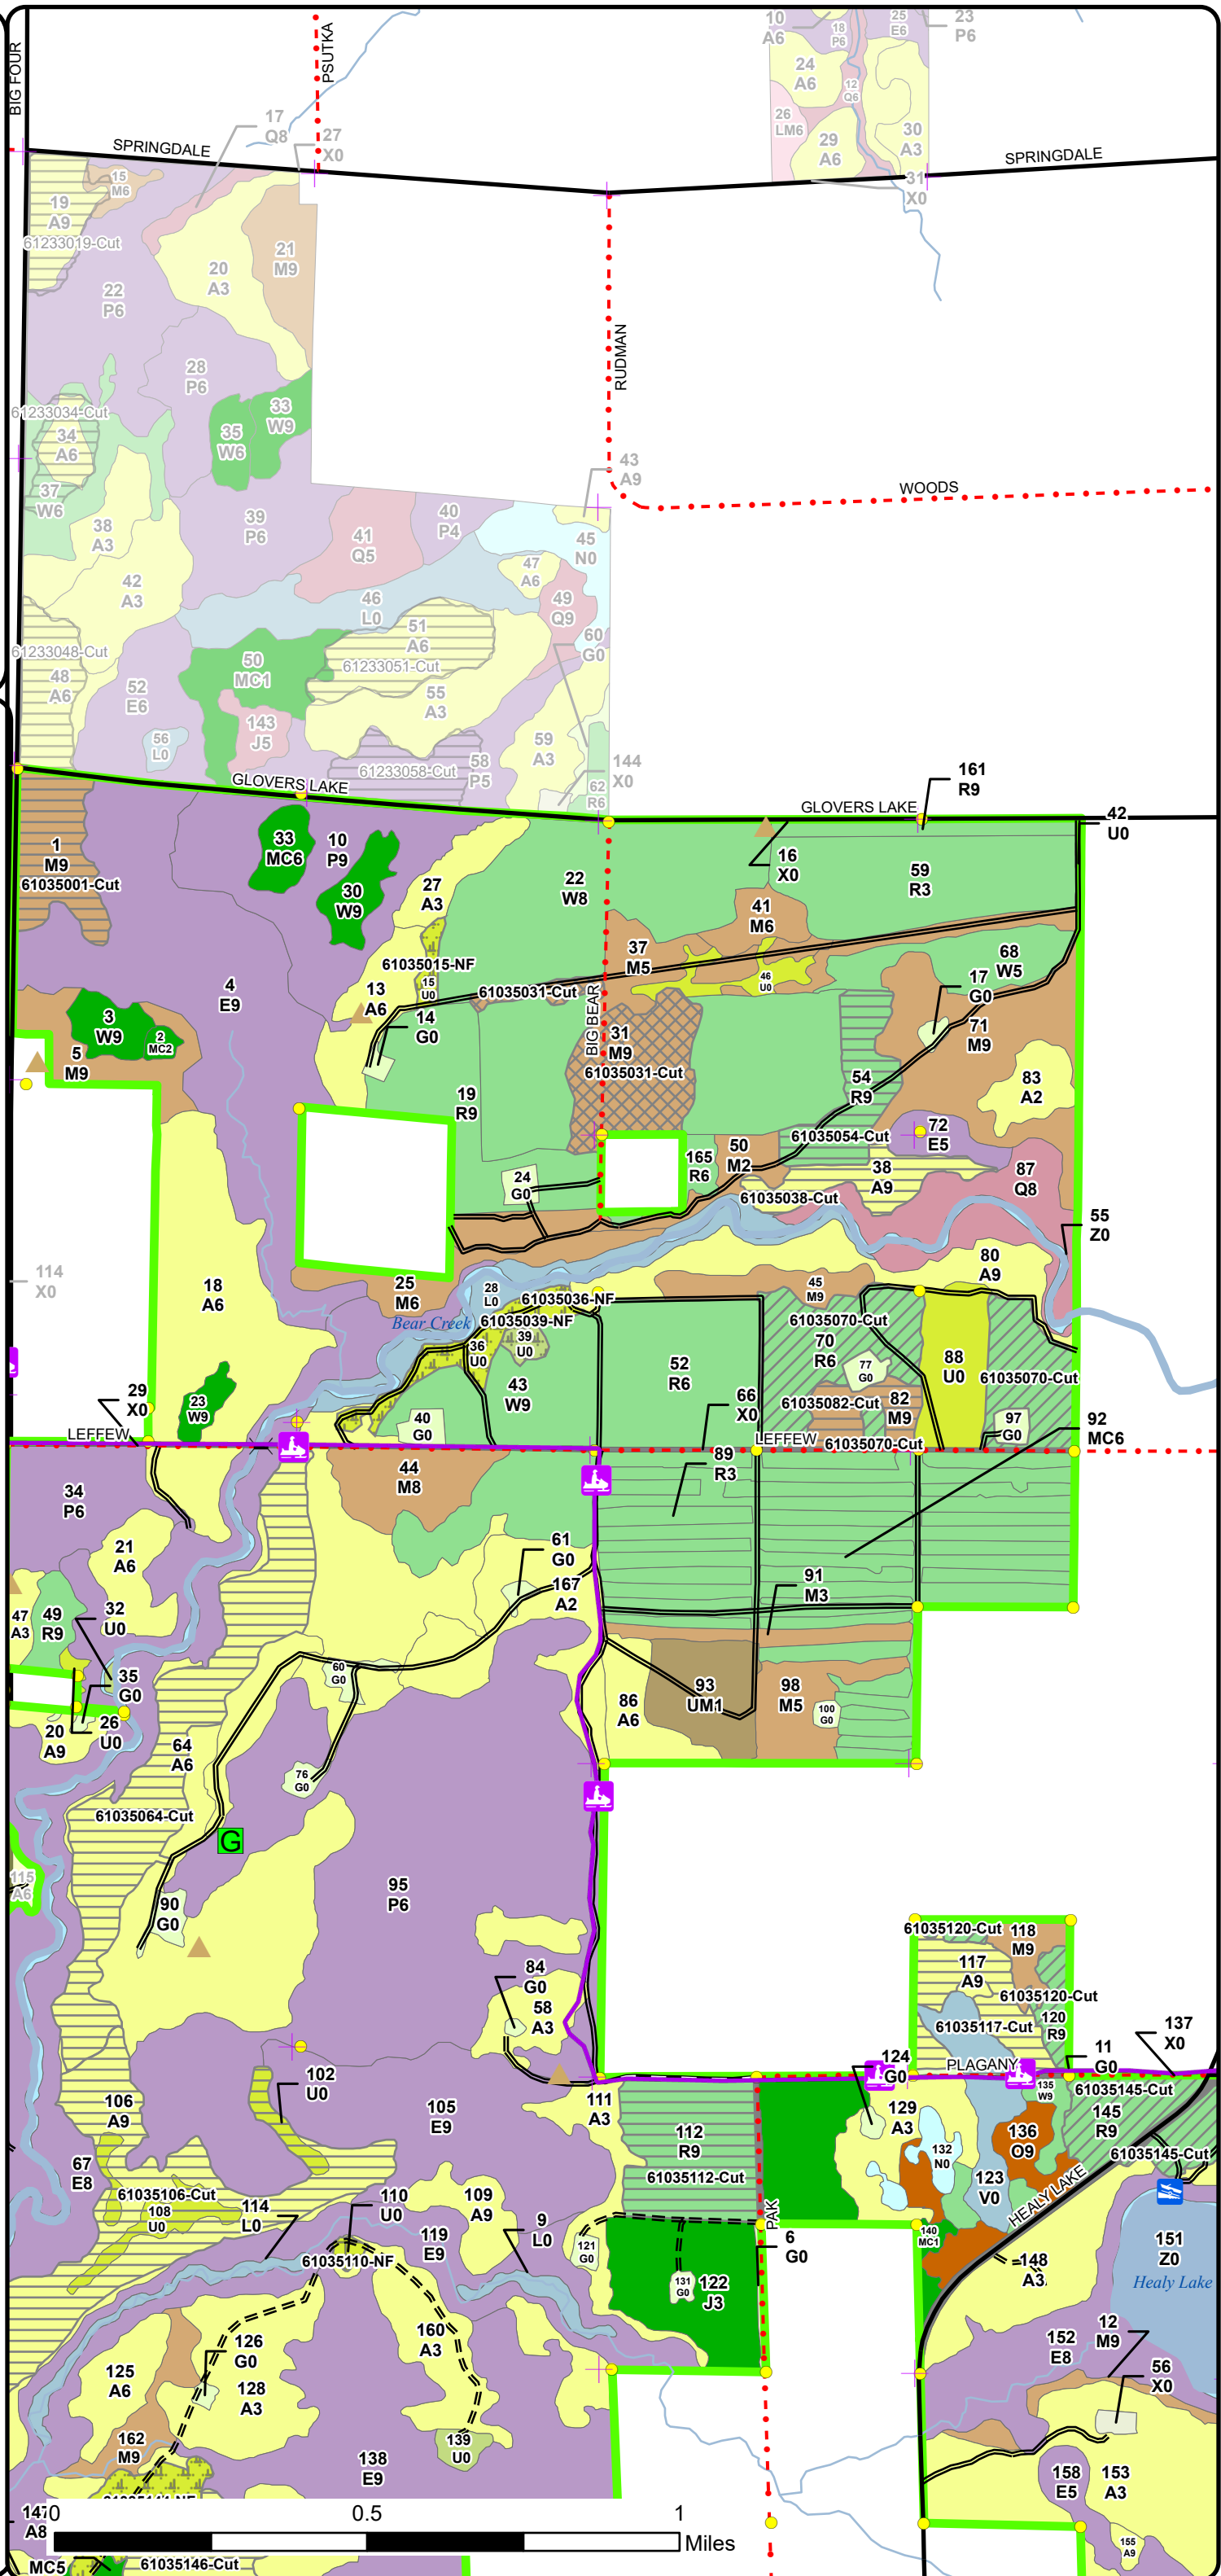 10
A6
18
P6
25
E6
23
P6
BIG FOUR
PSUTKA
24
A6
12
Q6
26
LM6
29
A6
30
A3
17
Q8
27
X0
SPRINGDALE
SPRINGDALE
31
X0
15
M6
19
A9
61233019-Cut
20
A3
21
M9
22
P6
RUDMAN
28
P6
33
W9
35
W6
61233034-Cut
34
A6
37
W6
43
A9
WOODS
38
A3
39
P6
41
Q5
40
P4
45
N0
47
A6
42
A3
46
L0
49
Q9
51
A6
60
G0
61233048-Cut
48
A6
50
MC1
61233051-Cut
52
E6
55
A3
143
J5
56
L0
59
A3
61233058-Cut
58
P5
144
X0
62
R6
GLOVERS LAKE
GLOVERS LAKE
161
R9
42
U0
1
M9
61035001-Cut
33
MC6
10
P9
30
W9
27
A3
22
W8
16
X0
59
R3
41
M6
37
M5
61035015-NF
15
U0
46
U0
68
W5
4
E9
13
A6
61035031-Cut
17
G0
14
G0
BIG BEAR
31
M9
61035031-Cut
71
M9
3
W9
2
MC2
5
M9
19
R9
54
R9
83
A2
61035054-Cut
72
E5
165
R6
50
M2
38
A9
87
Q8
24
G0
61035038-Cut
55
Z0
114
X0
18
A6
25
M6
28
L0
61035036-NF
80
A9
45
M9
Bear Creek
61035039-NF
39
U0
36
U0
61035070-Cut
70
R6
52
R6
77
G0
88
U0
61035070-Cut
29
X0
23
W9
43
W9
40
G0
66
X0
61035082-Cut
82
M9
97
G0
92
MC6
LEFFEW
LEFFEW
61035070-Cut
44
M8
89
R3
34
P6
21
A6
61
G0
167
A2
91
M3
47
A3
49
R9
32
U0
60
G0
35
G0
86
A6
93
UM1
98
M5
100
G0
20
A9
26
U0
64
A6
76
G0
61035064-Cut
G
115
A6
95
P6
90
G0
61035120-Cut
118
M9
117
A9
61035120-Cut
84
G0
58
A3
61035117-Cut
120
R9
137
X0
124
G0
PLAGANY
11
G0
102
U0
135
W9
61035145-Cut
106
A9
105
E9
111
A3
129
A3
145
R9
112
R9
136
O9
132
N0
61035145-Cut
67
E8
61035112-Cut
123
V0
61035106-Cut
108
U0
114
L0
110
U0
109
A9
HEALY LAKE
PAK
119
E9
9
L0
140
MC1
6
G0
151
Z0
61035110-NF
121
G0
148
A3
Healy Lake
131
G0
122
J3
126
G0
160
A3
12
M9
152
E8
125
A6
128
A3
56
X0
162
M9
139
U0
138
E9
158
E5
153
A3
147
A8
0
0.5
1
Miles
155
A9
MC5
61035146-Cut